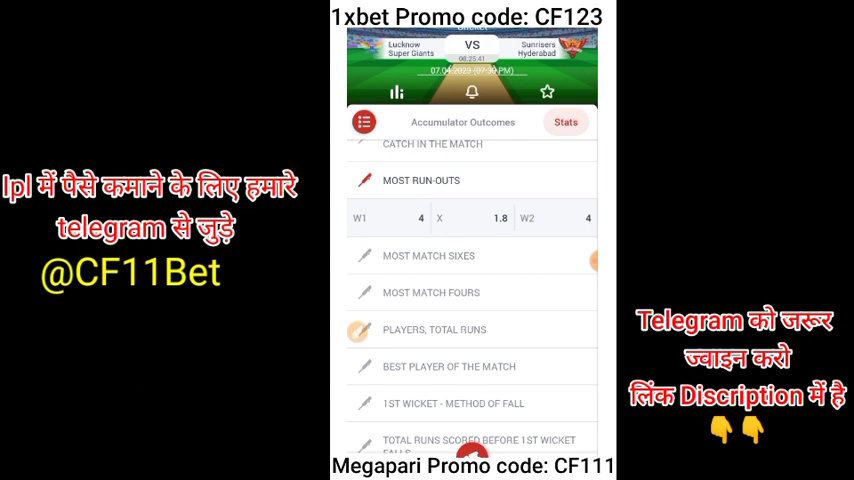 1xbet Promo code: CF123
Cricket
Lucknow
Super Giants
VS
08:25:41
Sunrisers
Hyderabad
07.04.2023 (07:30 PM)
Accumulator Outcomes
Stats
CATCH IN THE MATCH
MOST RUN-OUTS
W1 4 X 1.8 W2 4
MOST MATCH SIXES
MOST MATCH FOURS
PLAYERS, TOTAL RUNS
BEST PLAYER OF THE MATCH
1ST WICKET - METHOD OF FALL
TOTAL RUNS SCORED BEFORE 1ST WICKET
FALLS
Megapari Promo code: CF111
Ipl में पैसे कमाने के लिए हमारे
telegram से जुड़े
@CF11Bet
Telegram को जरूर
ज्वाइन करो
लिंक Discription में है
👇👇